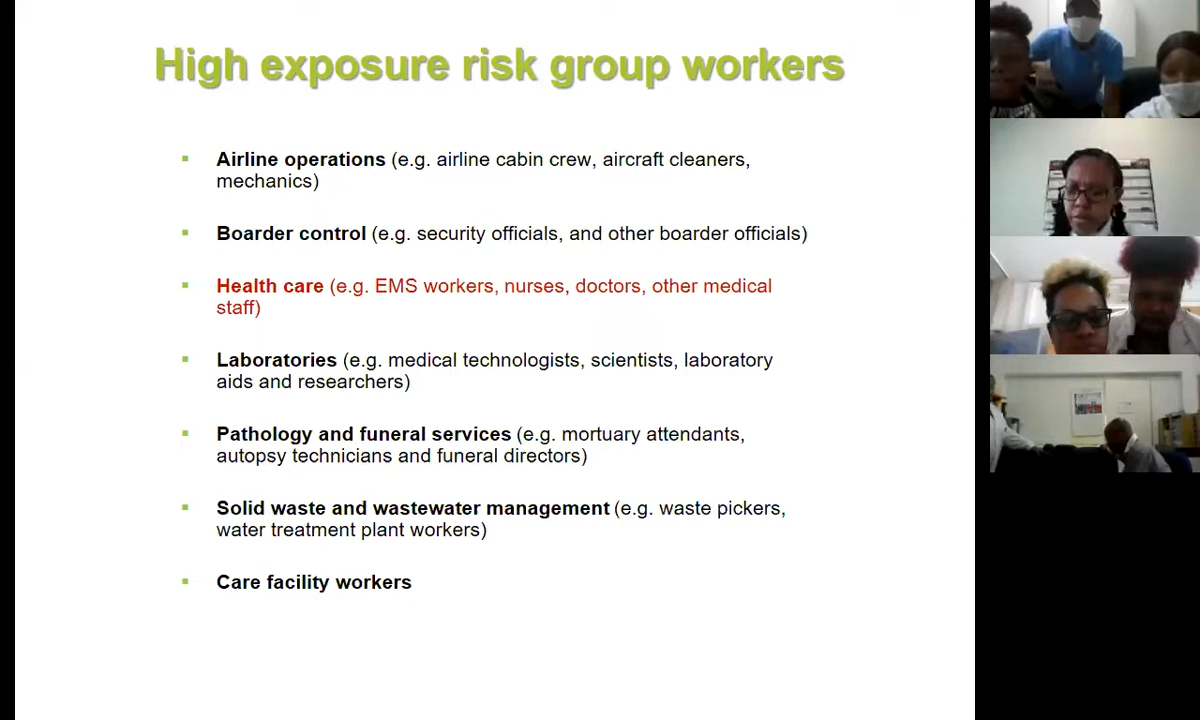 High exposure risk group workers
Airline operations (e.g. airline cabin crew, aircraft cleaners,
mechanics)
Boarder control (e.g. security officials, and other boarder officials)
Health care (e.g. EMS workers, nurses, doctors, other medical
staff)
Laboratories (e.g. medical technologists, scientists, laboratory
aids and researchers)
Pathology and funeral services (e.g. mortuary attendants,
autopsy technicians and funeral directors)
Solid waste and wastewater management (e.g. waste pickers,
water treatment plant workers)
Care facility workers